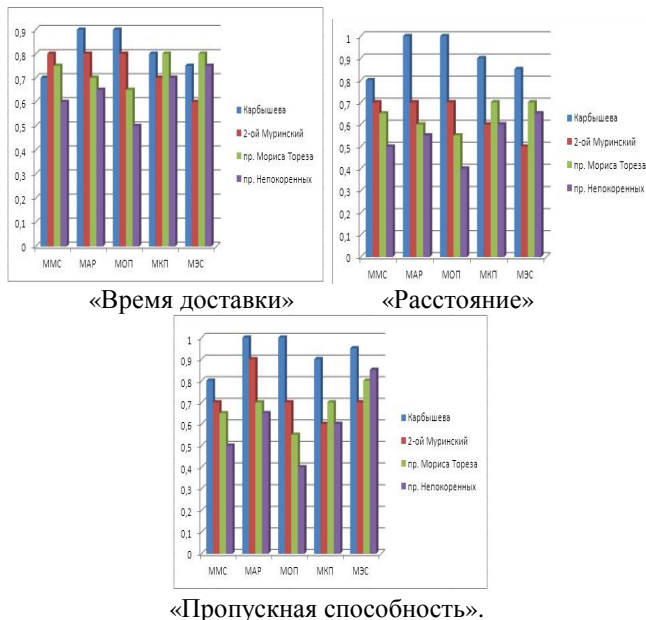 0,9
0,8
0,7
0,6
0,5
0,4
0,3
0,2
0,1
0
ММС МАР МОП МКП МЭС
Карбышева
2-ой Муринский
пр. Мориса Тореза
пр. Непокоренных
1
0,9
0,8
0,7
0,6
0,5
0,4
0,3
0,2
0,1
0
ММС МАР МОП МКП МЭС
Карбышева
2-ой Муринский
пр. Мориса Тореза
пр. Непокоренных
«Время доставки» «Расстояние»
1
0,9
0,8
0,7
0,6
0,5
0,4
0,3
0,2
0,1
0
ММС МАР МОП МКП МЭС
Карбышева
2-ой Муринский
пр. Мориса Тореза
пр. Непокоренных
«Пропускная способность».